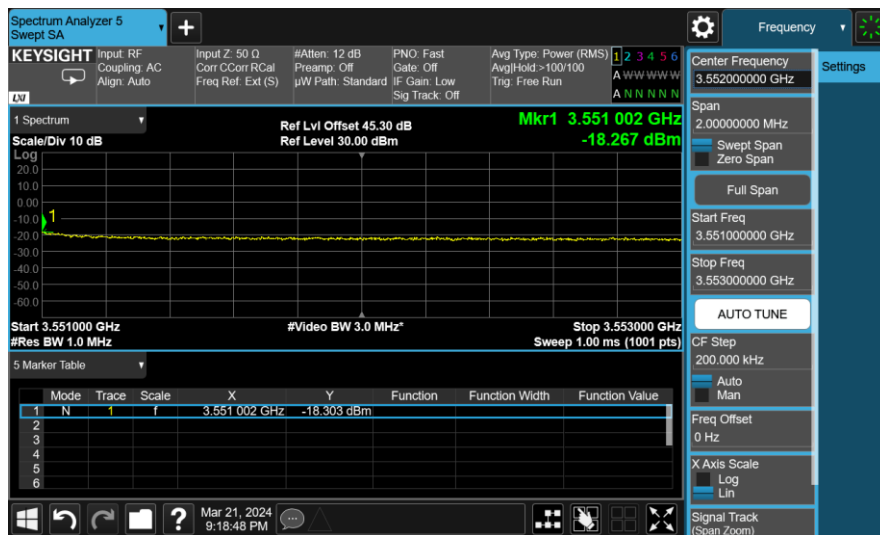 Spectrum Analyzer 5
Swept SA
+
Frequency
KEYSIGHT
Input: RF
Coupling: AC
Align: Auto
Input Z: 50 Ω
Corr CCorr RCal
Freq Ref: Ext (S)
#Atten: 12 dB
Preamp: Off
µW Path: Standard
PNO: Fast
Gate: Off
IF Gain: Low
Sig Track: Off
Avg Type: Power (RMS)
Avg|Hold:>100/100
Trig: Free Run
1 2 3 4 5 6
A W W W W W
A N N N N N
LXI
1 Spectrum
Scale/Div 10 dB
Ref Lvl Offset 45.30 dB
Ref Level 30.00 dBm
Mkr1 3.551 002 GHz
-18.267 dBm
Log
20.0
10.0
0.00
-10.0
-20.0
-30.0
-40.0
-50.0
-60.0
1
Start 3.551000 GHz
#Res BW 1.0 MHz
#Video BW 3.0 MHz*
Stop 3.553000 GHz
Sweep 1.00 ms (1001 pts)
5 Marker Table
Mode Trace Scale X Y Function Function Width Function Value
1 N 1 f 3.551 002 GHz -18.303 dBm
2
3
4
5
6
?
Mar 21, 2024
9:18:48 PM
Center Frequency
3.552000000 GHz
Settings
Span
2.00000000 MHz
Swept Span
Zero Span
Full Span
Start Freq
3.551000000 GHz
Stop Freq
3.553000000 GHz
AUTO TUNE
CF Step
200.000 kHz
Auto
Man
Freq Offset
0 Hz
X Axis Scale
Log
Lin
Signal Track
(Span Zoom)